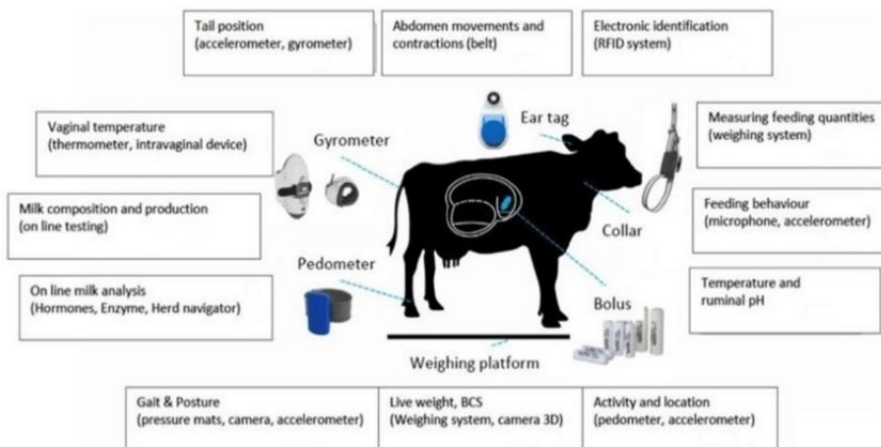 Tail position
(accelerometer, gyrometer)
Abdomen movements and
contractions (belt)
Electronic identification
(RFID system)
Vaginal temperature
(thermometer, intravaginal device)
Gyrometer
Ear tag
Measuring feeding quantities
(weighing system)
Milk composition and production
(on line testing)
Collar
Feeding behaviour
(microphone, accelerometer)
Pedometer
On line milk analysis
(Hormones, Enzyme, Herd navigator)
Bolus
Temperature and
ruminal pH
Weighing platform
Gait & Posture
(pressure mats, camera, accelerometer)
Live weight, BCS
(Weighing system, camera 3D)
Activity and location
(pedometer, accelerometer)